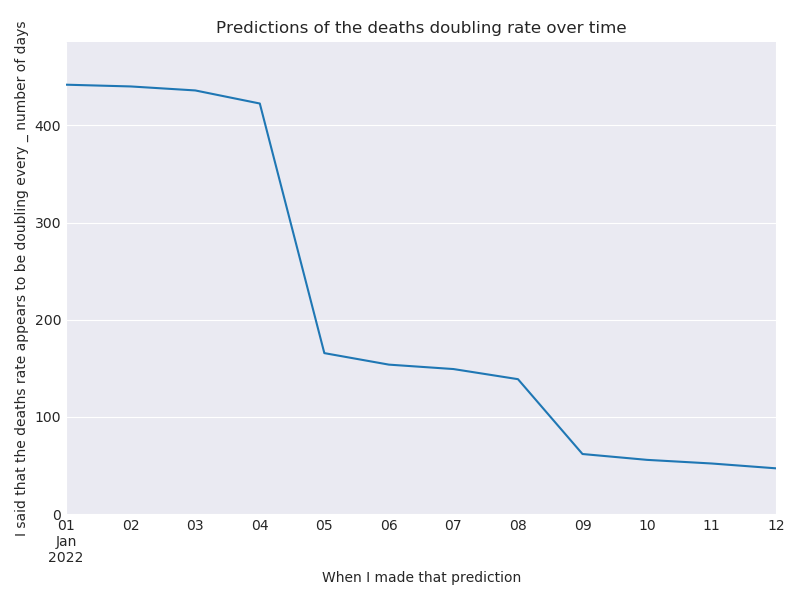 Predictions of the deaths doubling rate over time
I said that the deaths rate appears to be doubling every _ number of days
400
300
200
100
0
01 02 03 04 05 06 07 08 09 10 11 12
Jan
2022
When I made that prediction